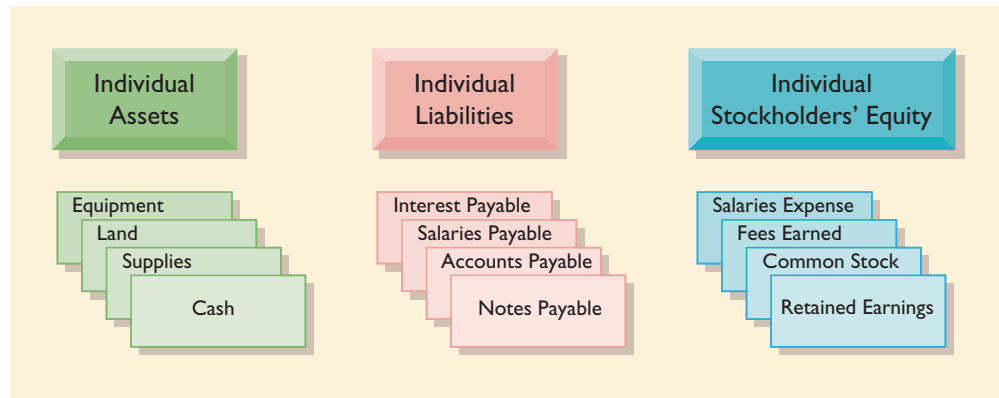 Individual
Assets
Equipment
Land
Supplies
Cash
Individual
Liabilities
Interest Payable
Salaries Payable
Accounts Payable
Notes Payable
Individual
Stockholders’ Equity
Salaries Expense
Fees Earned
Common Stock
Retained Earnings